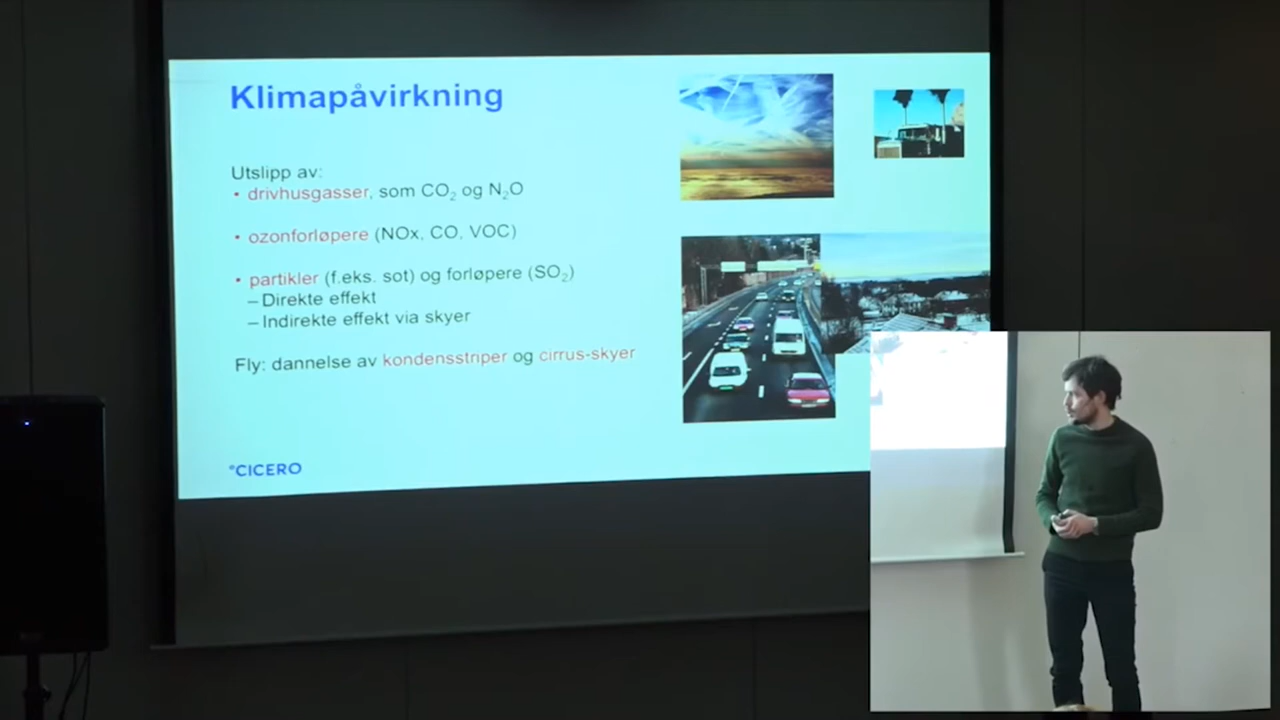 Klimapåvirkning
Utslipp av:
• drivhusgasser, som CO₂ og N₂O
• ozonforløpere (NOx, CO, VOC)
• partikler (f.eks. sot) og forløpere (SO₂)
– Direkte effekt
– Indirekte effekt via skyer
Fly: dannelse av kondensstriper og cirrus-skyer
°CICERO